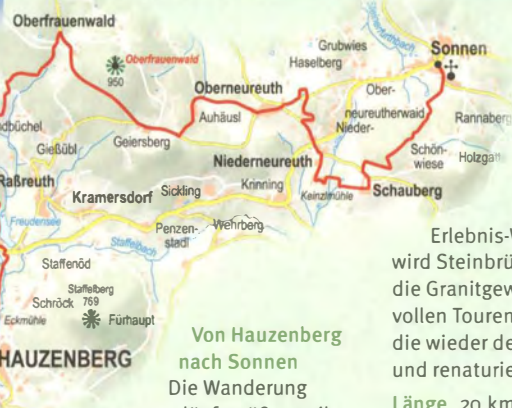 Oberfrauenwald
Oberfrauenwald
950
Grubwies
Haselberg
Sonnen
Oberneureuth
Ober-
neureutherwaid
Auhäusl
Nieder-
Rannaberg
Geiersberg
Gießübl
Schön-
wiese
Holzgatt
Niederneureuth
Raßreuth
Krinning
Sickling
Kramersdorf
Keinzlmühle
Schauberg
Freudensee
Penzen-
stadl
Wehrberg
Staffelbach
Staffenöd
Staffelberg
769
Schröck
Eckmühle
Fürhaupt
HAUZENBERG
Von Hauzenberg
nach Sonnen
Die Wanderung
Erlebnis-
wird Steinbrü
die Granitgew
vollen Touren
die wieder de
und renaturie
Länge 20 km